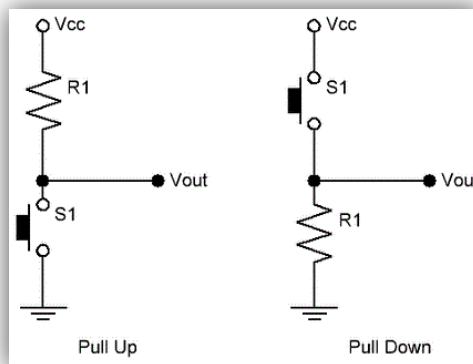 Vcc
R1
Vout
S1
Pull Up
Vcc
S1
Vou
R1
Pull Down